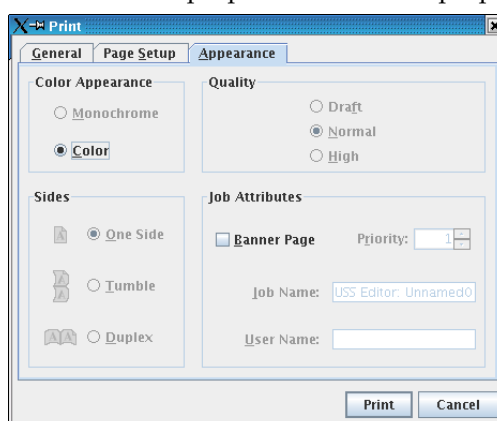 Print
General Page Setup Appearance
Color Appearance
Monochrome
Color
Quality
Draft
Normal
High
Sides
One Side
Tumble
Duplex
Job Attributes
Banner Page Priority: 1
Job Name: USS Editor: Unnamed0
User Name:
Print Cancel